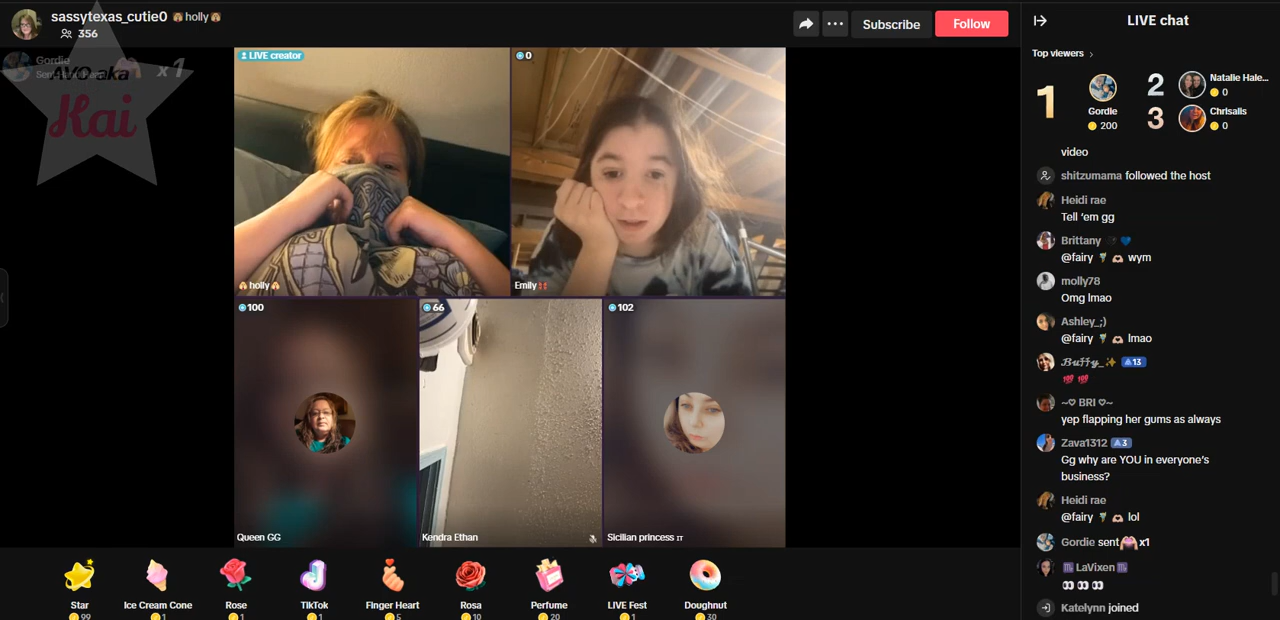 sassytexas_cutie0 🙈holly🙈
356
Subscribe
Follow
Gordie
x1
AVO aka
Kai
LIVE creator
0
holly
Emily
100
66
102
Queen GG
Kendra Ethan
Sicilian princess IT
Star
99
Ice Cream Cone
1
Rose
1
TikTok
1
Finger Heart
5
Rosa
10
Perfume
20
LIVE Fest
1
Doughnut
30
LIVE chat
Top viewers
1
Gordie
200
2
Natalie Hale...
0
3
Chrisalis
0
video
shitzumama followed the host
Heidi rae
Tell ‘em gg
Brittany 🖤 💙
@fairy 🌷 🫶 wym
molly78
Omg lmao
Ashley_;)
@fairy 🌷 🫶 lmao
𝓑𝓾𝓯𝓯𝔂_✨ 13
💯 💯
~♡ BRI ♡~
yep flapping her gums as always
Zava1312 3
Gg why are YOU in everyone’s
business?
Heidi rae
@fairy 🌷 🫶 lol
Gordie sent x1
♏LaVixen♏
👀 👀 👀
Katelynn joined